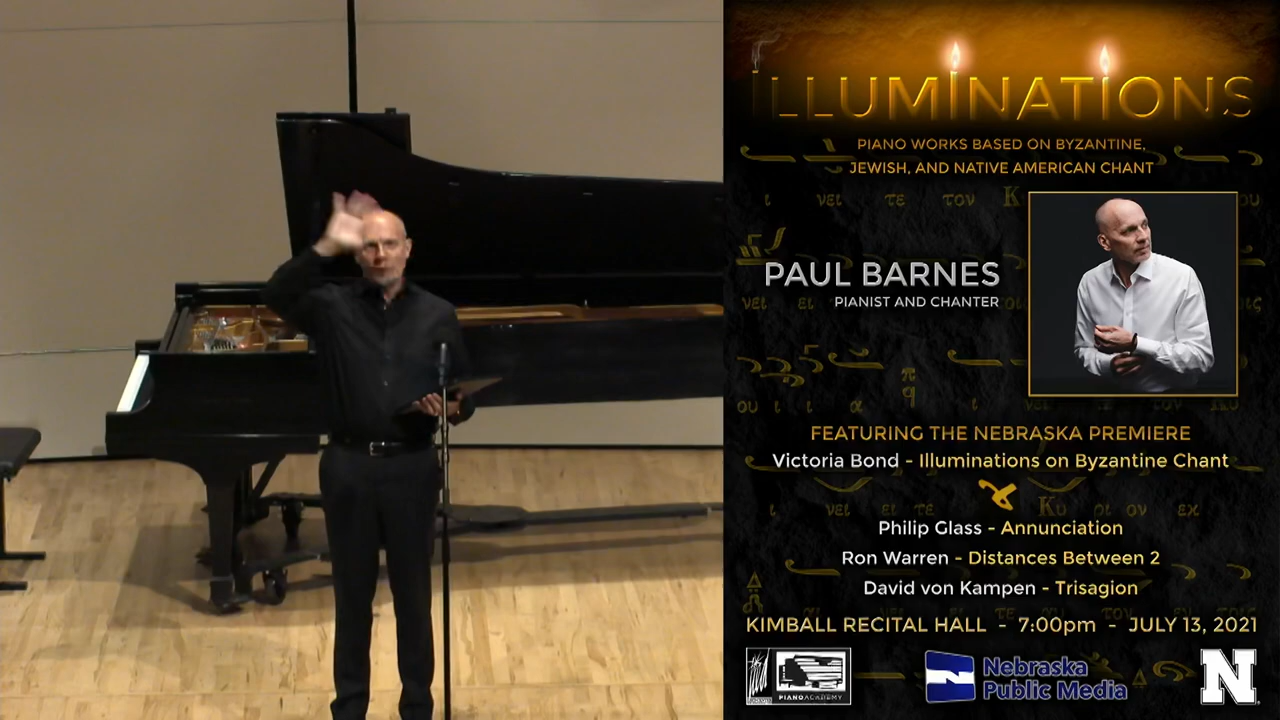 ILLUMINATIONS
PIANO WORKS BASED ON BYZANTINE,
JEWISH, AND NATIVE AMERICAN CHANT
PAUL BARNES
PIANIST AND CHANTER
FEATURING THE NEBRASKA PREMIERE
Victoria Bond - Illuminations on Byzantine Chant
Philip Glass - Annunciation
Ron Warren - Distances Between 2
David von Kampen - Trisagion
KIMBALL RECITAL HALL - 7:00pm - JULY 13, 2021
PIANOACADEMY
Nebraska
Public Media
N